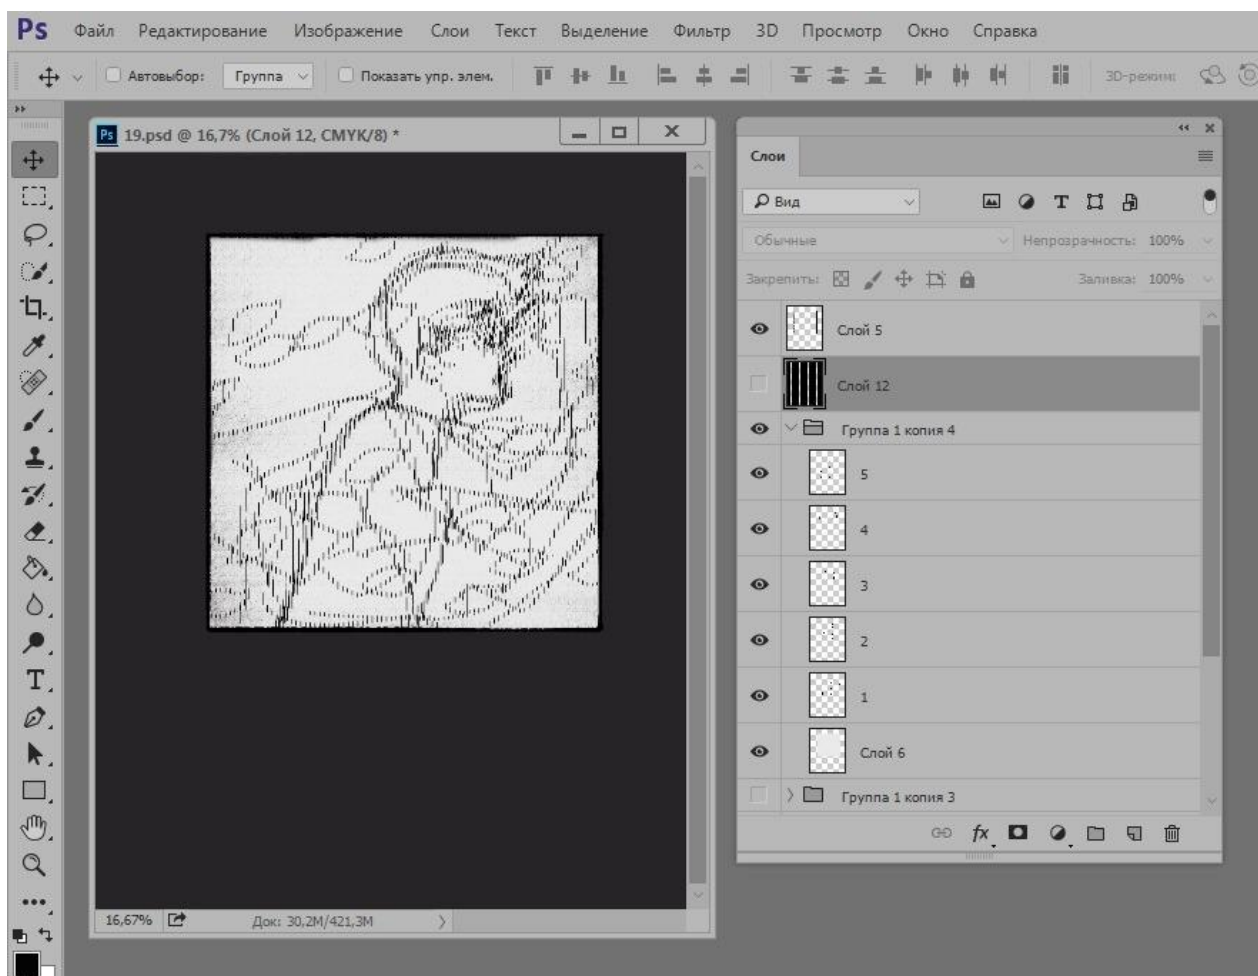 Ps Файл Редактирование Изображение Слои Текст Выделение Фильтр 3D Просмотр Окно Справка
Автовыбор: Группа Показать упр. элем. 3D-режим:
Ps 19.psd @ 16,7% (Слой 12, CMYK/8) *
Слои
Вид
Обычные Непрозрачность: 100%
Закрепить: Заливка: 100%
Слой 5
Слой 12
Группа 1 копия 4
5
4
3
2
1
Слой 6
Группа 1 копия 3
fx
16,67% Док: 30,2M/421,3M